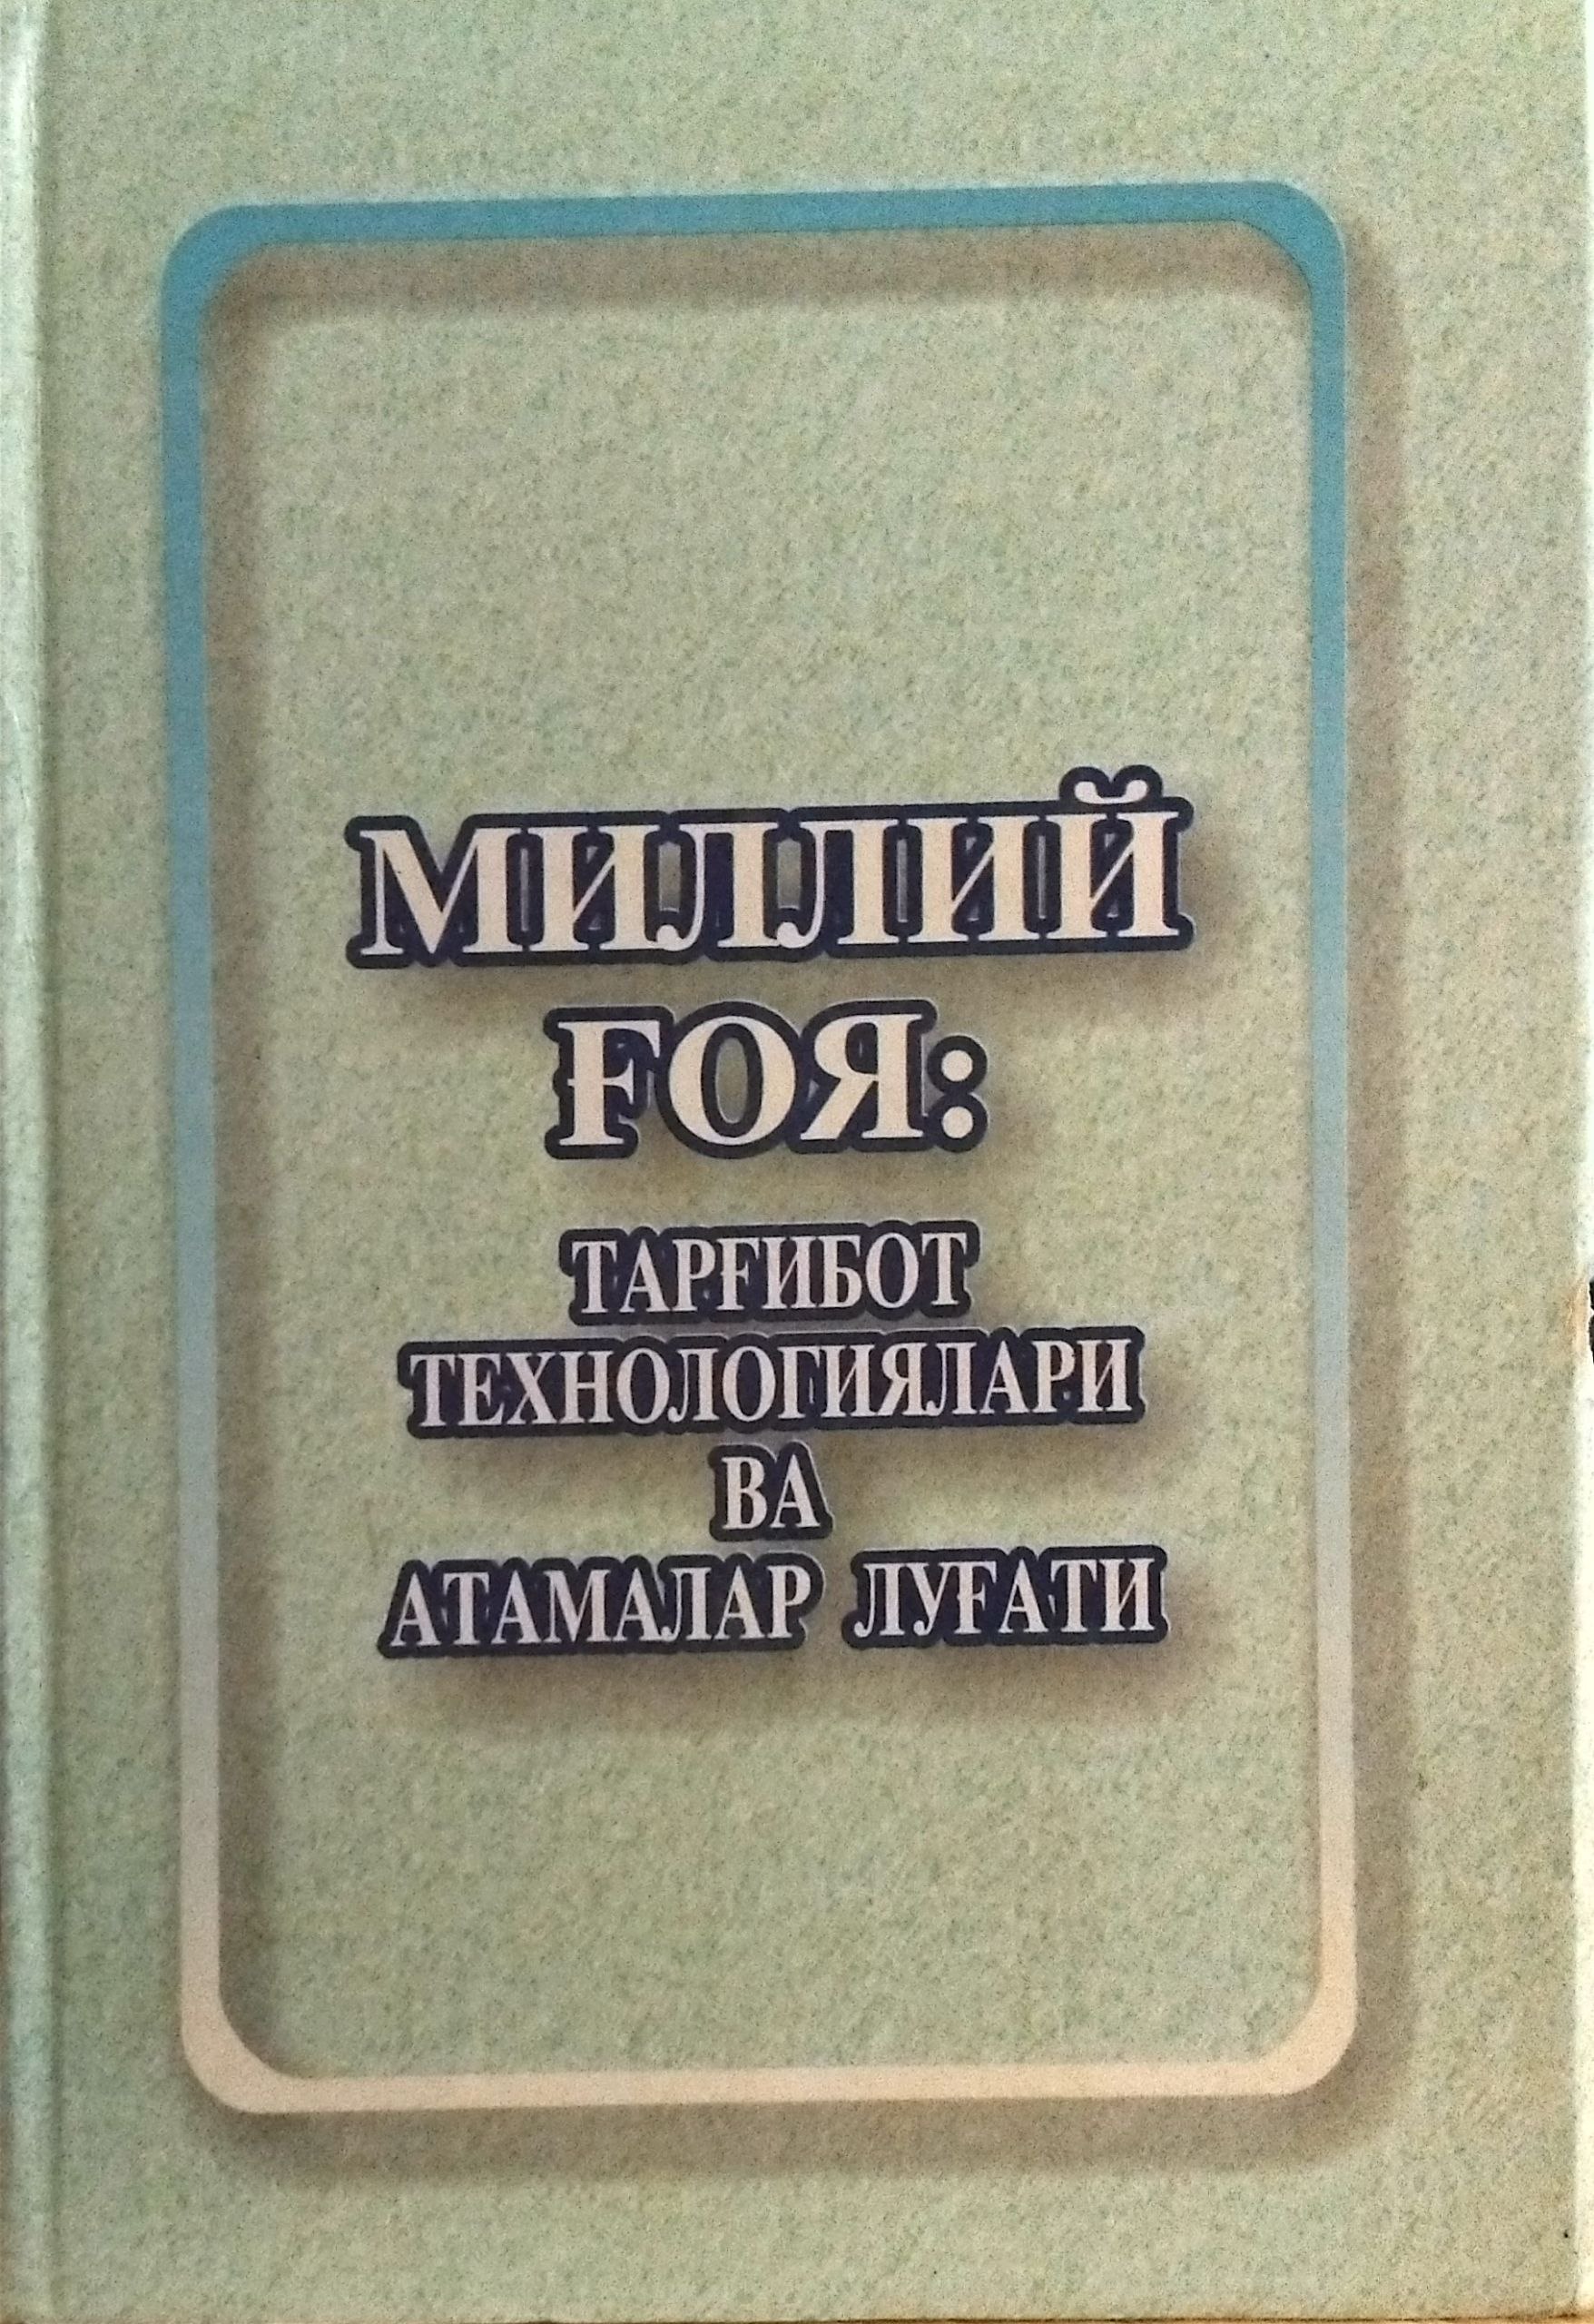 МИЛЛИЙ
ҒОЯ:
ТАРҒИБОТ
ТЕХНОЛОГИЯЛАРИ
ВА
АТАМАЛАР ЛУҒАТИ